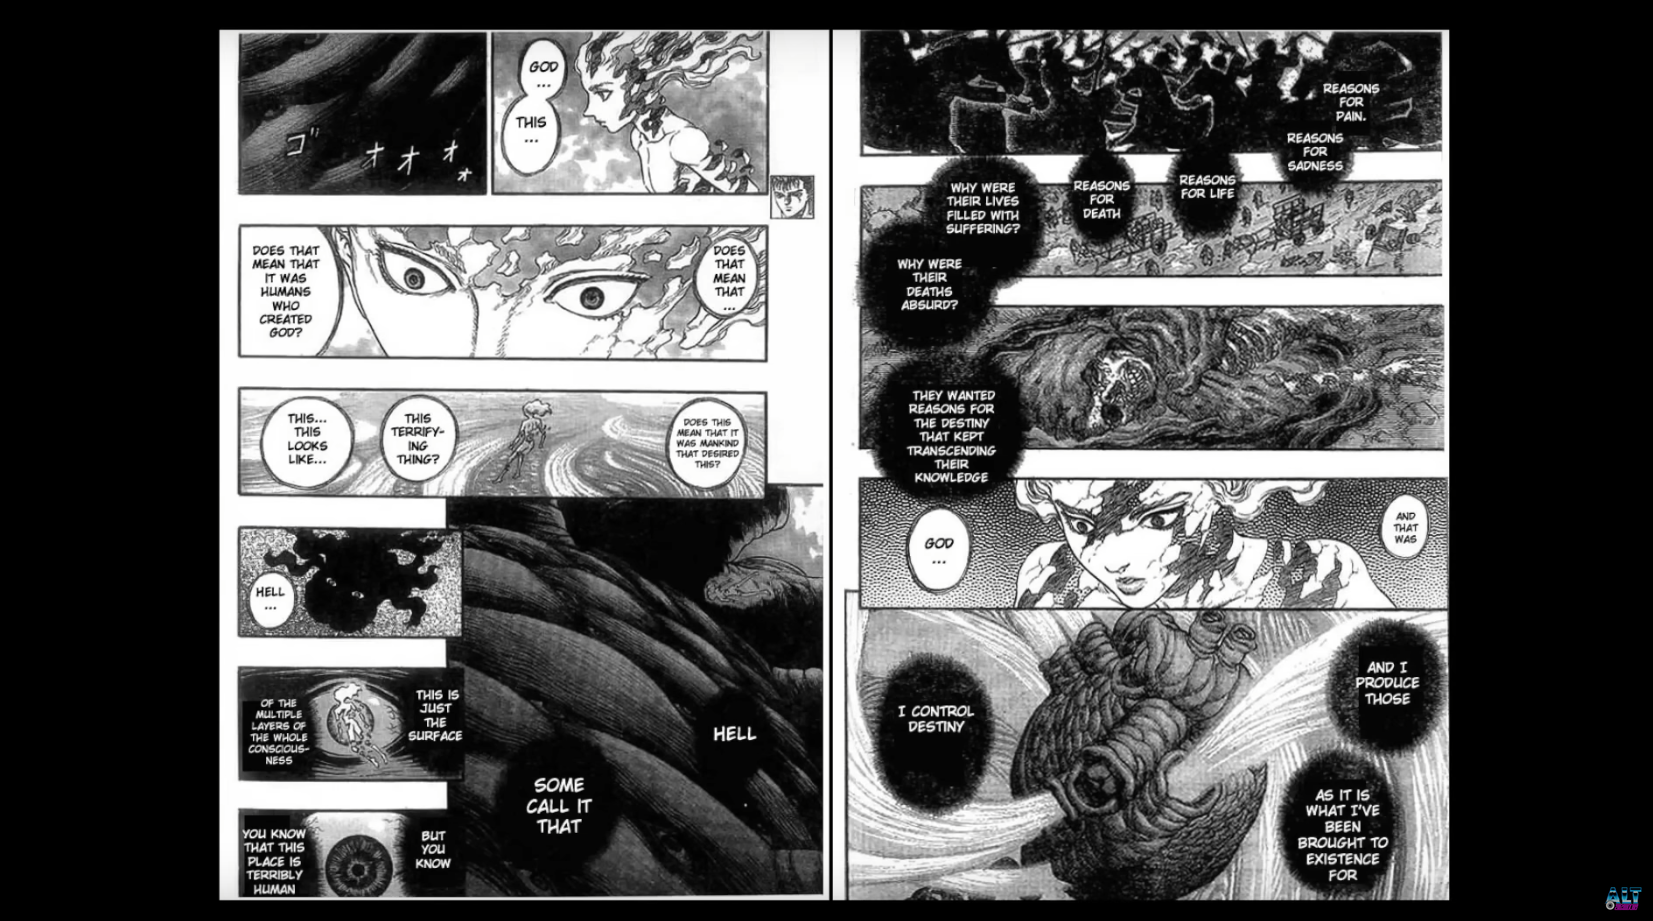 REASONS
FOR
PAIN.
REASONS
FOR
SADNESS
REASONS
FOR LIFE
REASONS
FOR
DEATH
WHY WERE
THEIR LIVES
FILLED WITH
SUFFERING?
WHY WERE
THEIR
DEATHS
ABSURD?
THEY WANTED
REASONS FOR
THE DESTINY
THAT KEPT
TRANSCENDING
THEIR
KNOWLEDGE
AND
THAT
WAS
GOD
...
AND I
PRODUCE
THOSE
AS IT IS
WHAT I'VE
BEEN
BROUGHT TO
EXISTENCE
FOR
I CONTROL
DESTINY
GOD
...
THIS
...
ゴオオオオ
DOES
THAT
MEAN
THAT
...
DOES THAT
MEAN THAT
IT WAS
HUMANS
WHO
CREATED
GOD?
DOES THIS
MEAN THAT IT
WAS MANKIND
THAT DESIRED
THIS?
THIS
TERRIFY-
ING
THING?
THIS...
THIS
LOOKS
LIKE...
HELL
...
HELL
SOME
CALL IT
THAT
THIS IS
JUST
THE
SURFACE
OF THE
MULTIPLE
LAYERS OF
THE WHOLE
CONSCIOUS-
NESS
BUT
YOU
KNOW
YOU KNOW
THAT THIS
PLACE IS
TERRIBLY
HUMAN
ALT